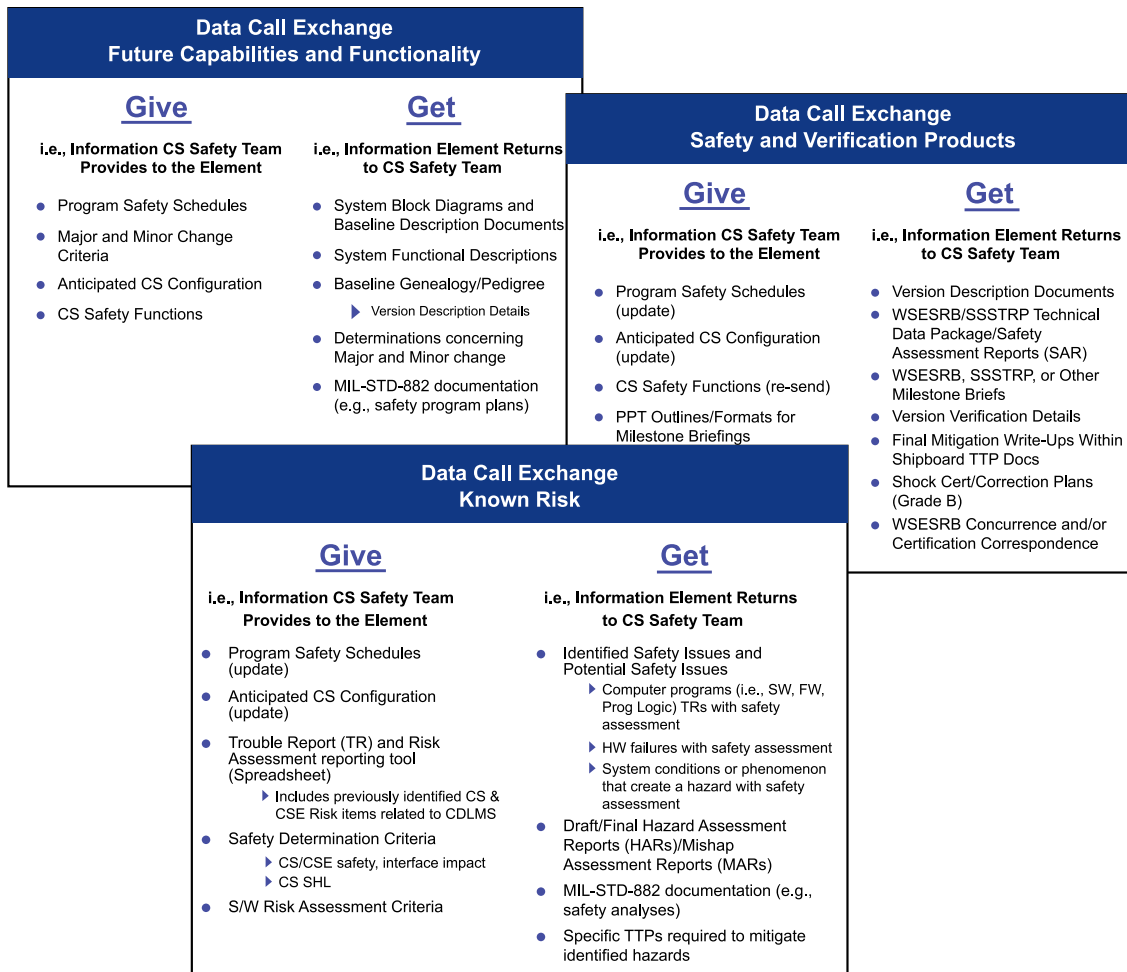 Data Call Exchange
Future Capabilities and Functionality
Give
i.e., Information CS Safety Team
Provides to the Element
Program Safety Schedules
Major and Minor Change
Criteria
Anticipated CS Configuration
CS Safety Functions
Get
i.e., Information Element Returns
to CS Safety Team
System Block Diagrams and
Baseline Description Documents
System Functional Descriptions
Baseline Genealogy/Pedigree
Version Description Details
Determinations concerning
Major and Minor change
MIL-STD-882 documentation
(e.g., safety program plans)
Data Call Exchange
Safety and Verification Products
Give
i.e., Information CS Safety Team
Provides to the Element
Program Safety Schedules
(update)
Anticipated CS Configuration
(update)
CS Safety Functions (re-send)
PPT Outlines/Formats for
Milestone Briefings
Get
i.e., Information Element Returns
to CS Safety Team
Version Description Documents
WSESRB/SSSTRP Technical
Data Package/Safety
Assessment Reports (SAR)
WSESRB, SSSTRP, or Other
Milestone Briefs
Version Verification Details
Final Mitigation Write-Ups Within
Shipboard TTP Docs
Shock Cert/Correction Plans
(Grade B)
WSESRB Concurrence and/or
Certification Correspondence
Data Call Exchange
Known Risk
Give
i.e., Information CS Safety Team
Provides to the Element
Program Safety Schedules
(update)
Anticipated CS Configuration
(update)
Trouble Report (TR) and Risk
Assessment reporting tool
(Spreadsheet)
Includes previously identified CS &
CSE Risk items related to CDLMS
Safety Determination Criteria
CS/CSE safety, interface impact
CS SHL
S/W Risk Assessment Criteria
Get
i.e., Information Element Returns
to CS Safety Team
Identified Safety Issues and
Potential Safety Issues
Computer programs (i.e., SW, FW,
Prog Logic) TRs with safety
assessment
HW failures with safety assessment
System conditions or phenomenon
that create a hazard with safety
assessment
Draft/Final Hazard Assessment
Reports (HARs)/Mishap
Assessment Reports (MARs)
MIL-STD-882 documentation (e.g.,
safety analyses)
Specific TTPs required to mitigate
identified hazards